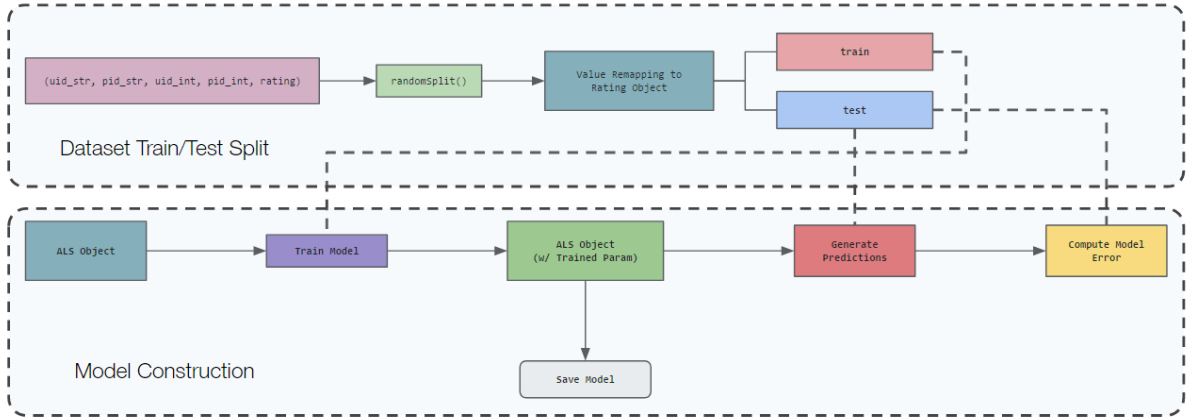 (uid_str, pid_str, uid_int, pid_int, rating)
randomSplit()
Value Remapping to
Rating Object
train
test
Dataset Train/Test Split
ALS Object
Train Model
ALS Object
(w/ Trained Param)
Generate
Predictions
Compute Model
Error
Save Model
Model Construction